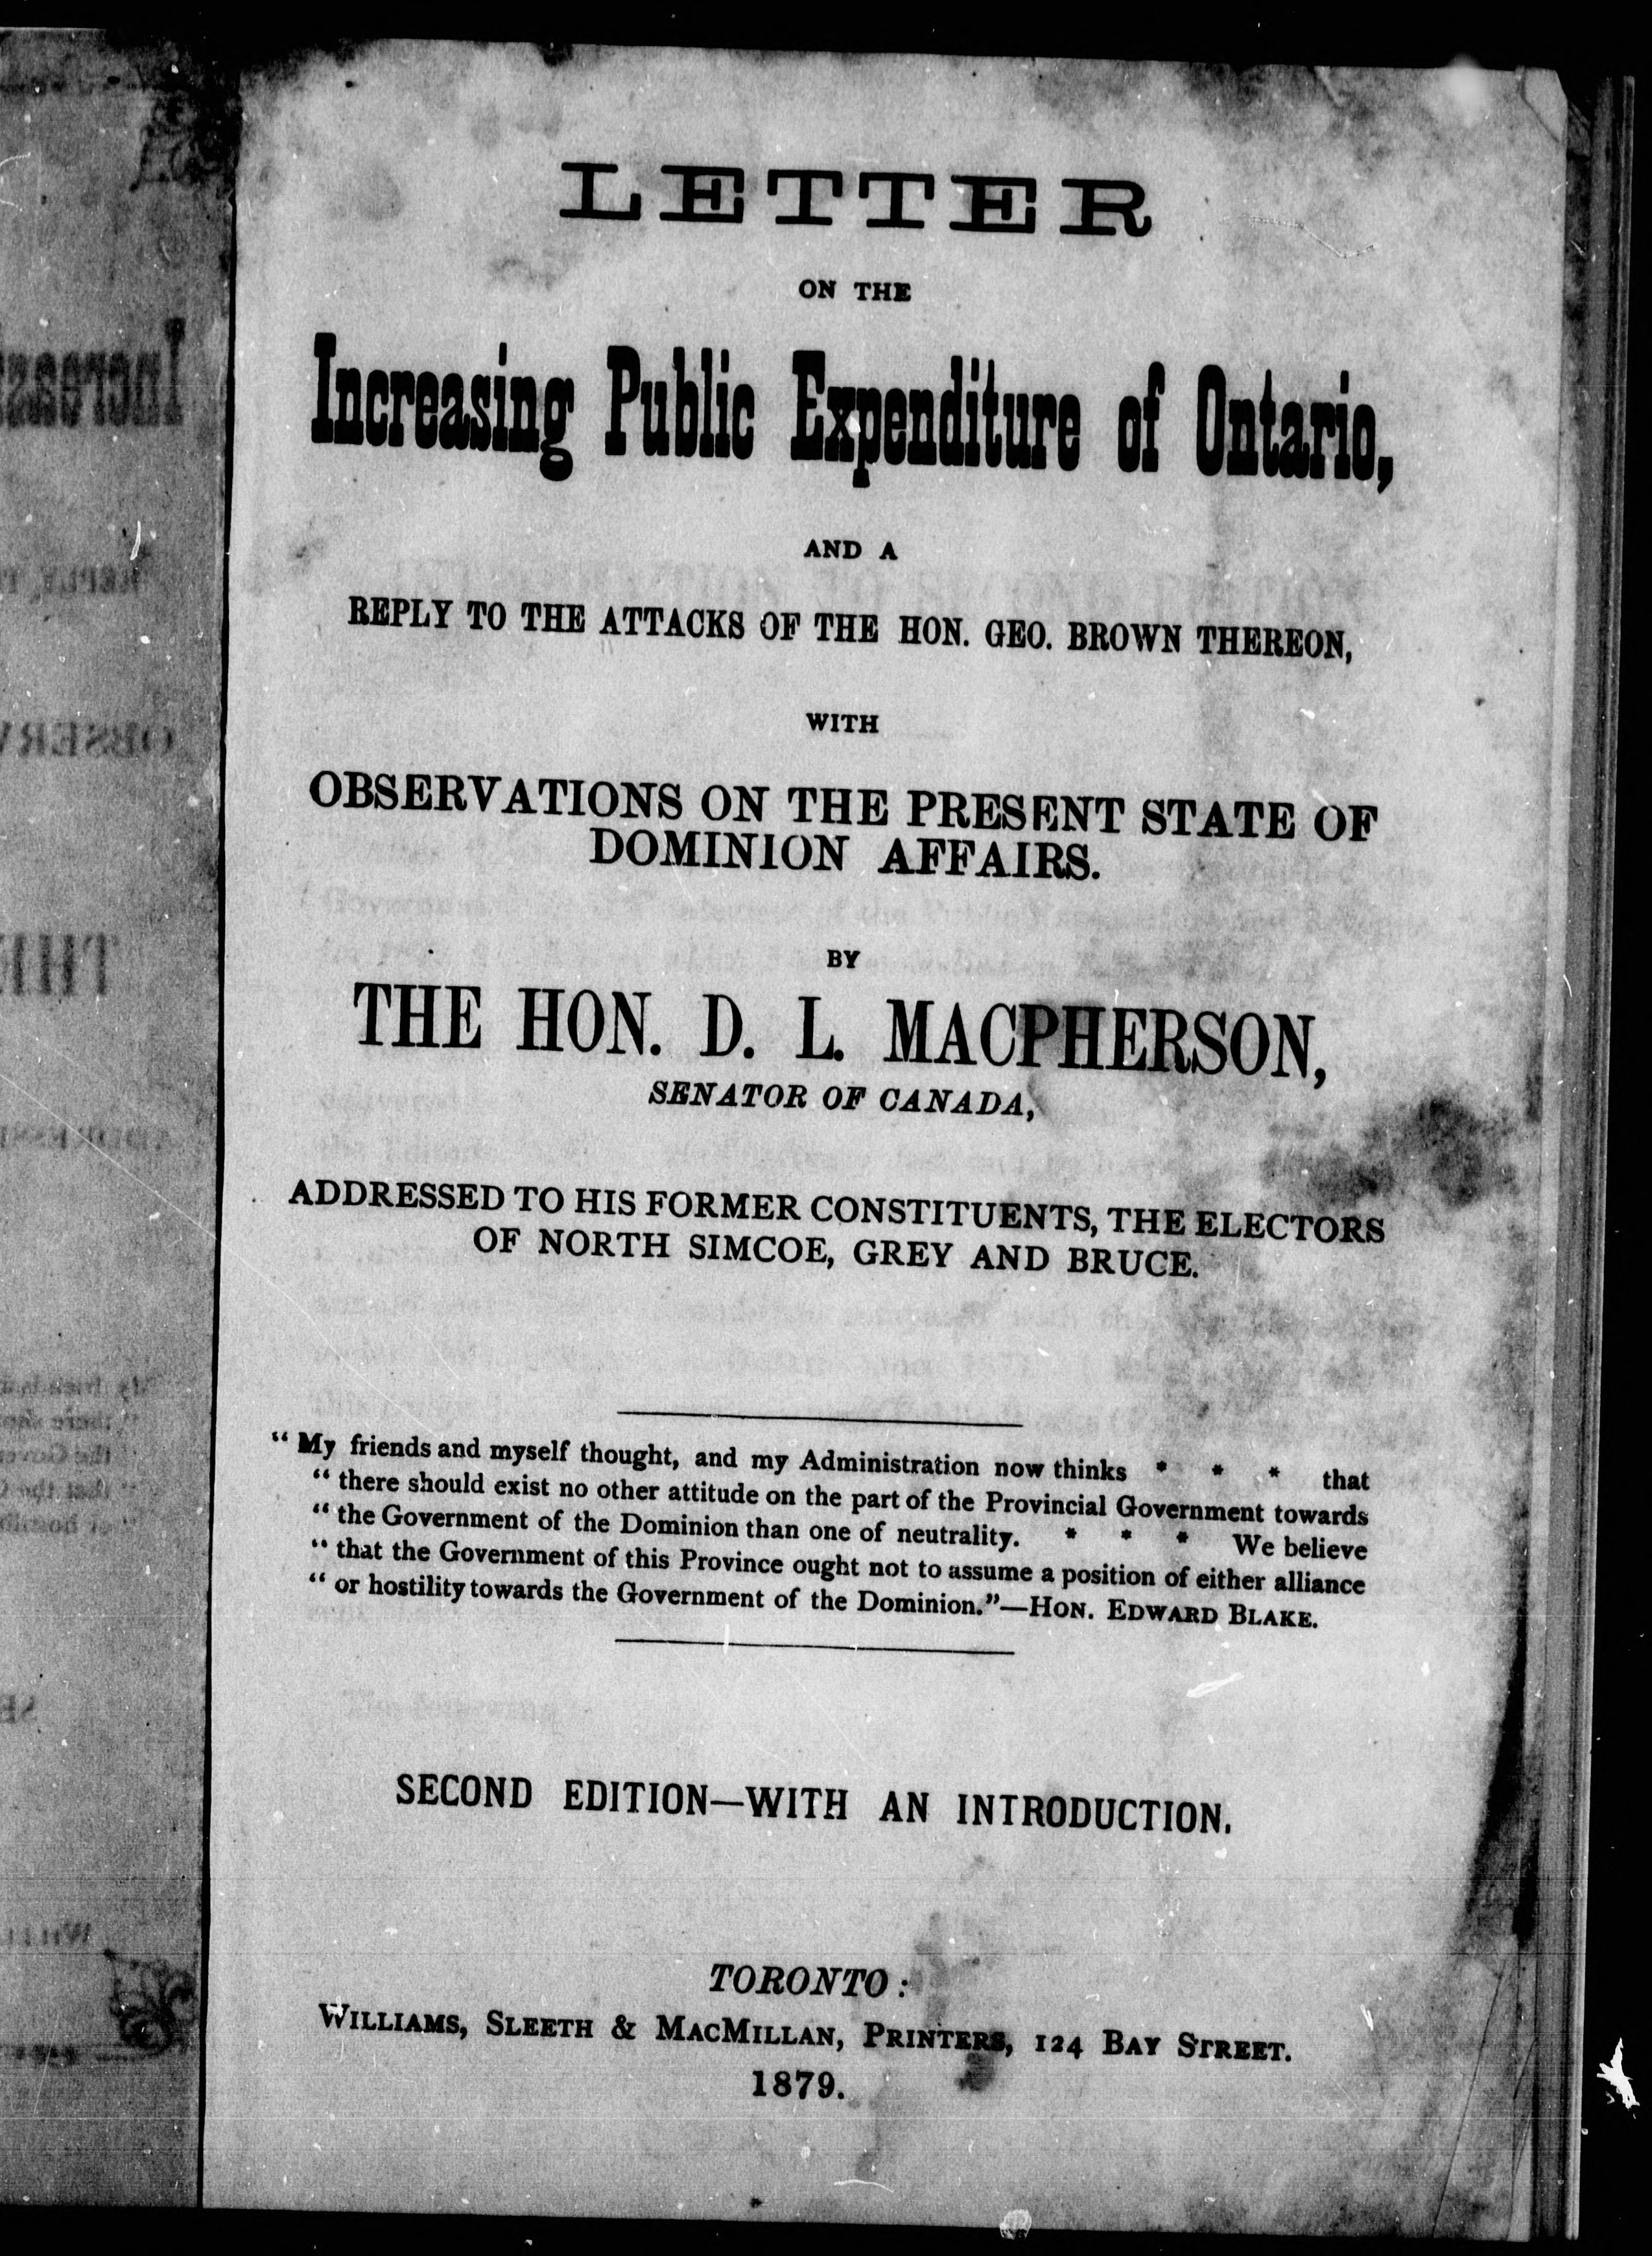 LETTER
ON THE
Increasing Public Expenditure of Ontario,
AND A
REPLY TO THE ATTACKS OF THE HON. GEO. BROWN THEREON,
WITH
OBSERVATIONS ON THE PRESENT STATE OF
DOMINION AFFAIRS.
BY
THE HON. D. L. MACPHERSON,
SENATOR OF CANADA,
ADDRESSED TO HIS FORMER CONSTITUENTS, THE ELECTORS
OF NORTH SIMCOE, GREY AND BRUCE.
“ My friends and myself thought, and my Administration now thinks * * * that
“ there should exist no other attitude on the part of the Provincial Government towards
“ the Government of the Dominion than one of neutrality. * * * We believe
“ that the Government of this Province ought not to assume a position of either alliance
“ or hostility towards the Government of the Dominion.”—HON. EDWARD BLAKE.
SECOND EDITION—WITH AN INTRODUCTION.
TORONTO:
WILLIAMS, SLEETH & MACMILLAN, PRINTERS, 124 BAY STREET.
1879.